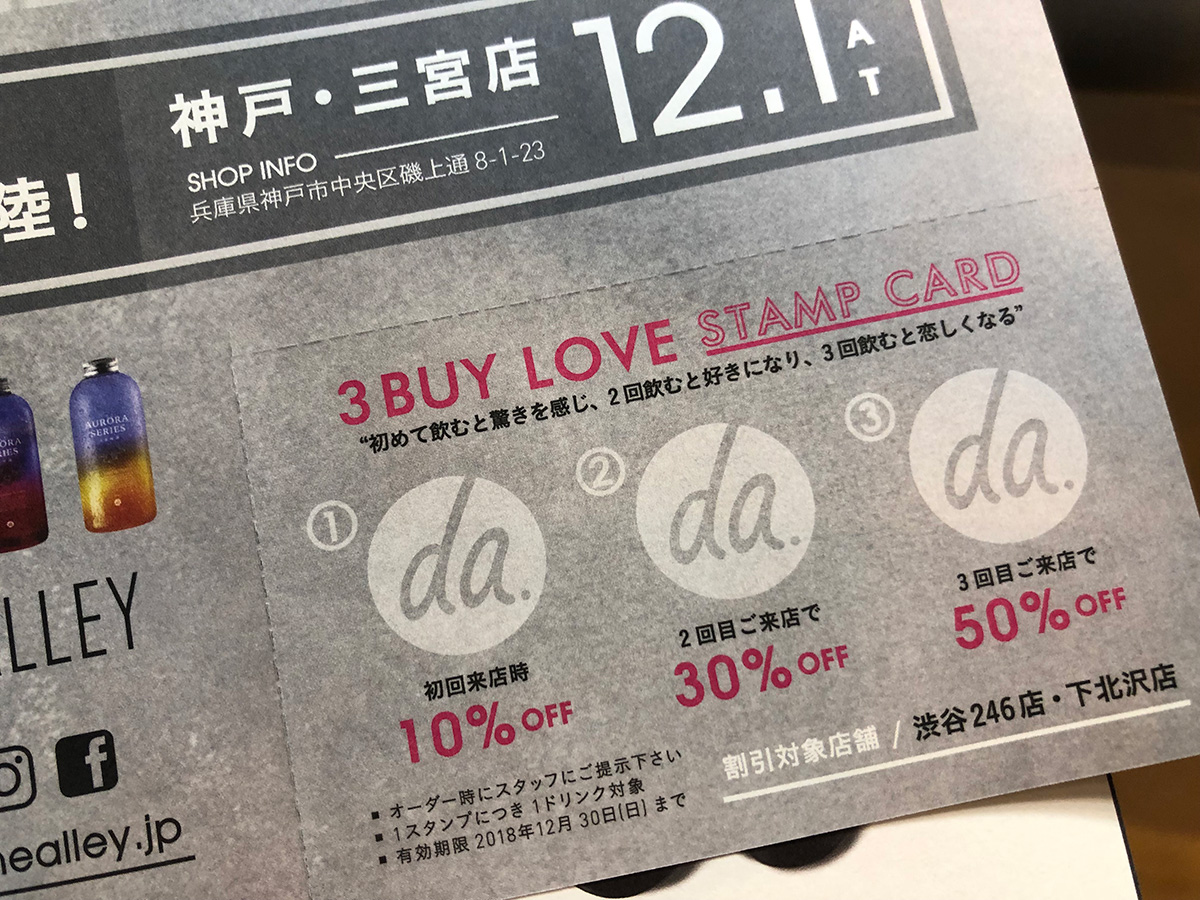 神戸・三宮店
12.1
SAT
SHOP INFO
兵庫県神戸市中央区磯上通 8-1-23
陸!
3 BUY LOVE STAMP CARD
“初めて飲むと驚きを感じ、2回飲むと好きになり、3回飲むと恋しくなる”
AURORA SERIES
AURORA
SERIES
① da.
② da.
③ da.
初回来店時
10% OFF
2回目ご来店で
30% OFF
3回目ご来店で
50% OFF
LLEY
f
nealley.jp
■ オーダー時にスタッフにご提示下さい
■ 1スタンプにつき 1ドリンク対象
■ 有効期限 2018年12月 30日(日) まで
割引対象店舗 / 渋谷246店・下北沢店